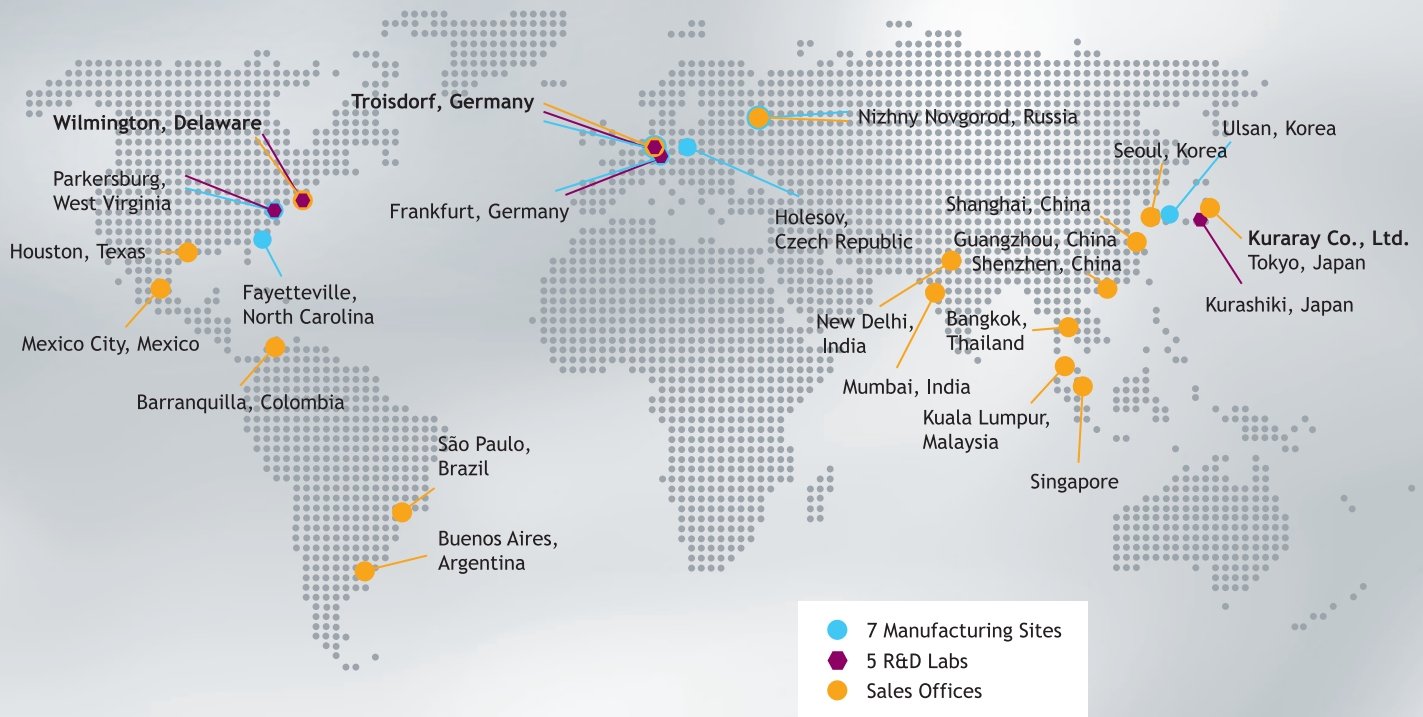 Troisdorf, Germany
Wilmington, Delaware
Nizhny Novgorod, Russia
Ulsan, Korea
Seoul, Korea
Parkersburg,
West Virginia
Frankfurt, Germany
Holesov,
Czech Republic
Shanghai, China
Guangzhou, China
Shenzhen, China
Kuraray Co., Ltd.
Tokyo, Japan
Houston, Texas
Fayetteville,
North Carolina
Kurashiki, Japan
New Delhi,
India
Bangkok,
Thailand
Mexico City, Mexico
Mumbai, India
Barranquilla, Colombia
Kuala Lumpur,
Malaysia
São Paulo,
Brazil
Singapore
Buenos Aires,
Argentina
7 Manufacturing Sites
5 R&D Labs
Sales Offices